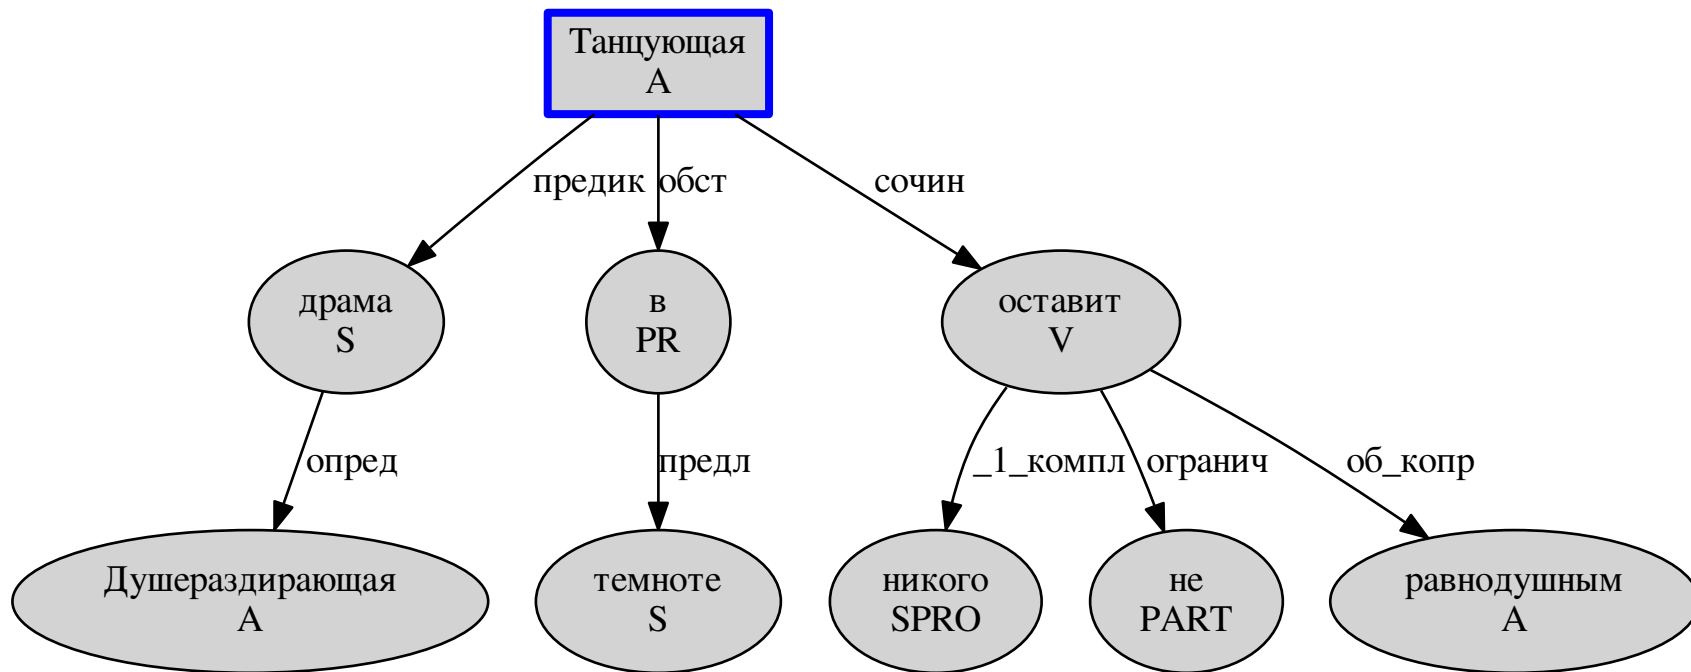 Танцующая
A
предик
обст
сочин
драма
S
в
PR
оставит
V
опред
предл
_1_компл
огранич
об_копр
Душераздирающая
A
темноте
S
никого
SPRO
не
PART
равнодушным
A